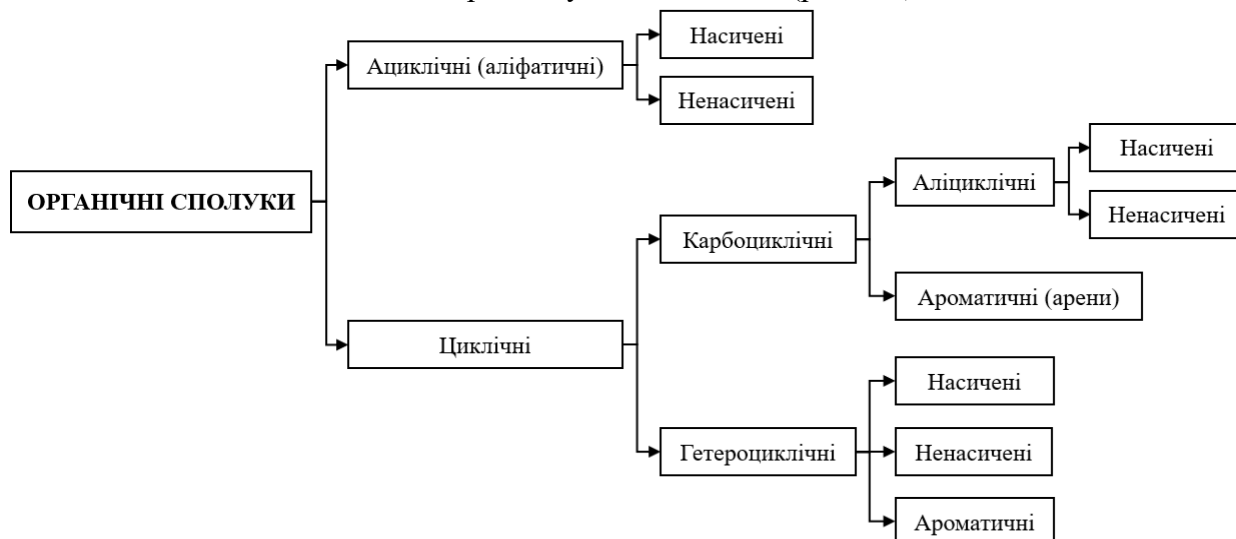 Насичені
Ациклічні (аліфатичні)
Ненасичені
Насичені
Аліциклічні
ОРГАНІЧНІ СПОЛУКИ
Ненасичені
Карбоциклічні
Ароматичні (арени)
Циклічні
Насичені
Гетероциклічні
Ненасичені
Ароматичні